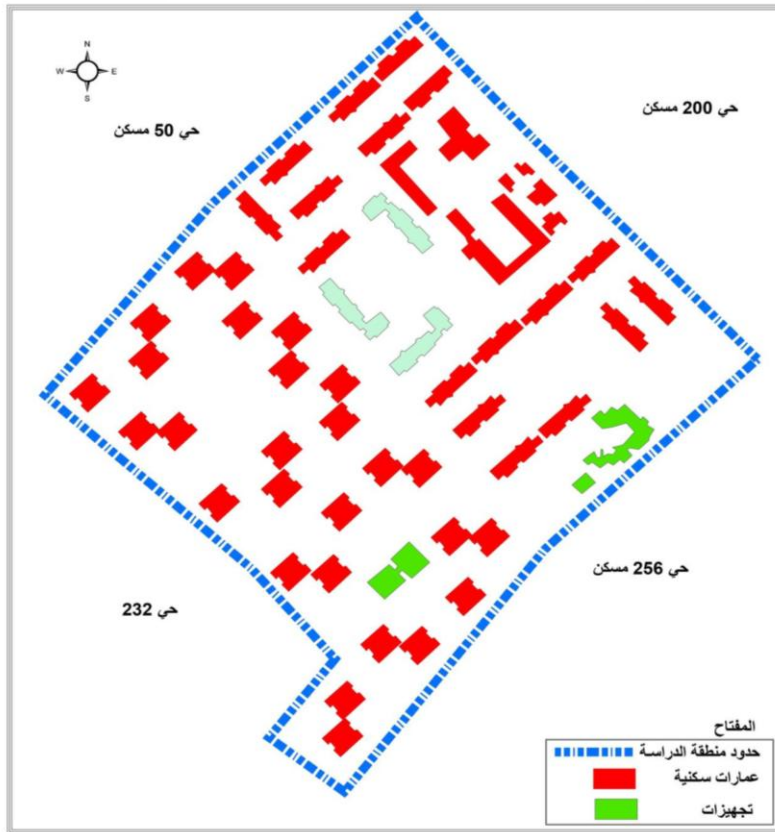 N
W E
S
حي 200 مسكن
حي 50 مسكن
حي 256 مسكن
حي 232
المفتاح
حدود منطقة الدراسة
عمارات سكنية
تجهيزات